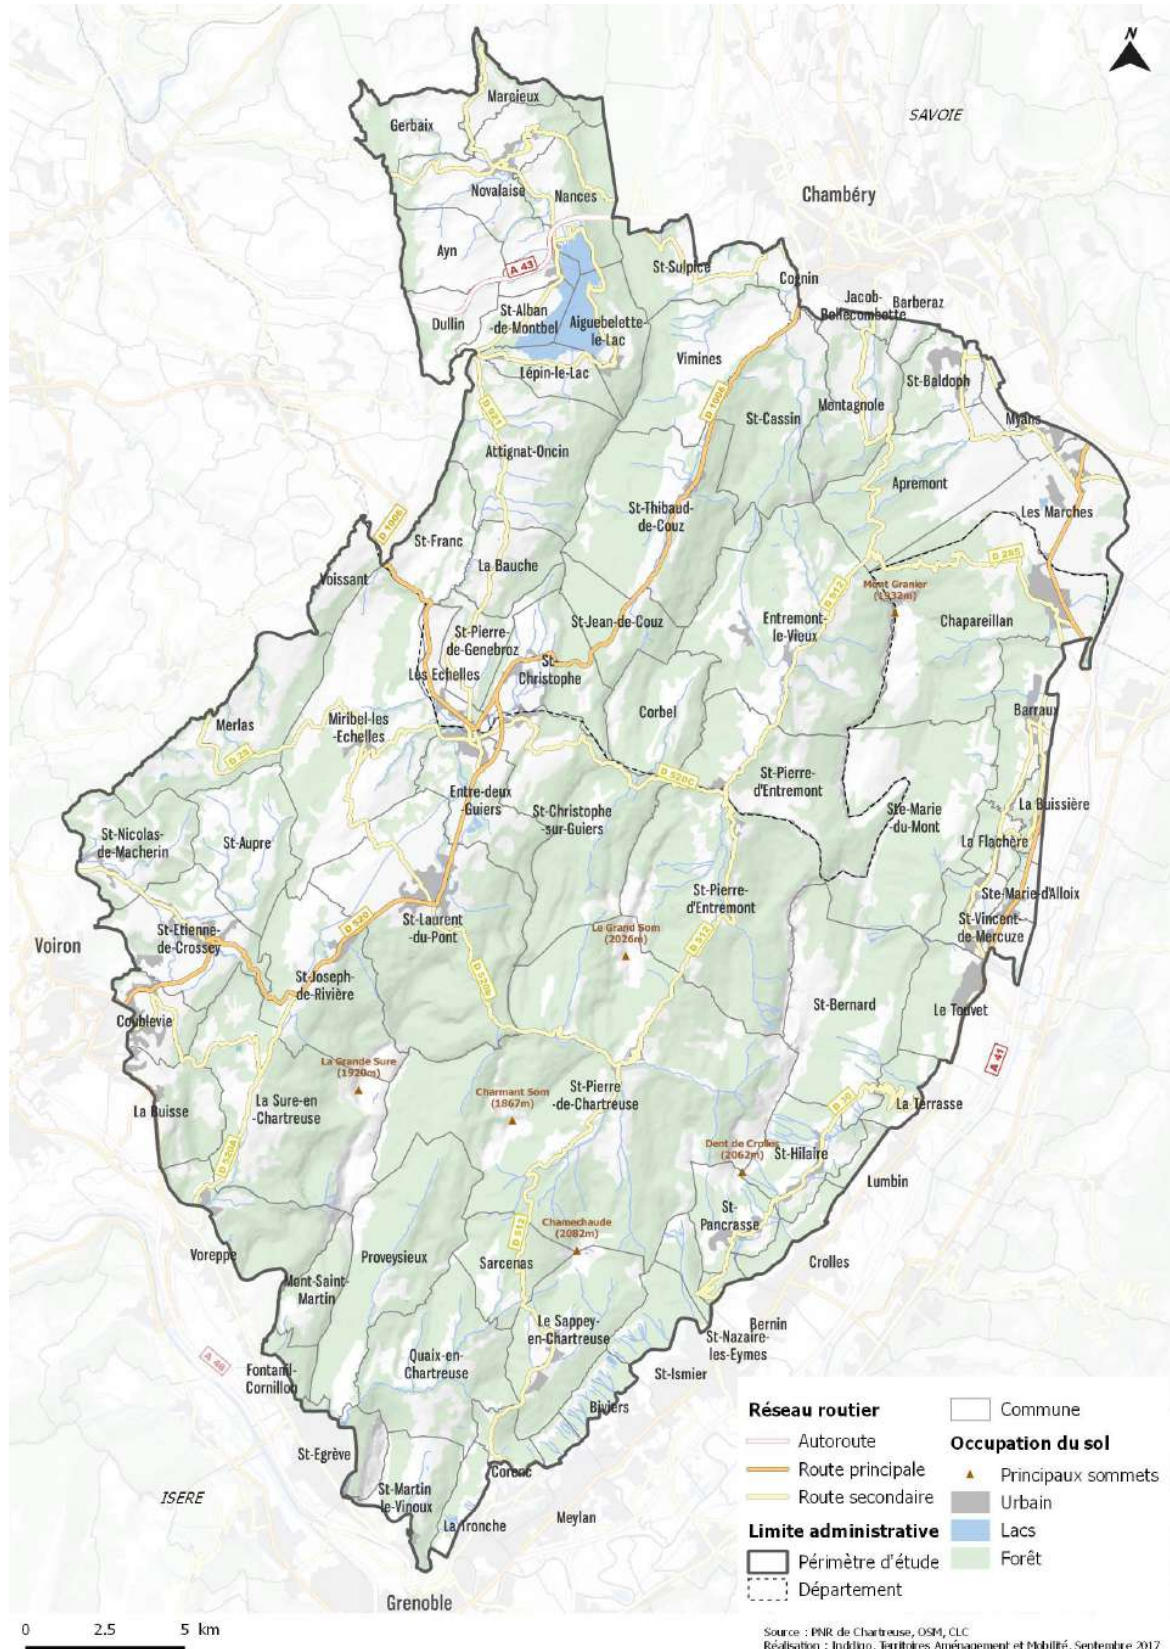 N
Marcieux
SAVOIE
Gerbaix
Novalaise
Nances
Chambéry
Ayn
A 43
St-Sulpice
Cognin
Jacob-
Bellecombette
Barberaz
Dullin
St-Alban
-de-Montbel
Aiguebelette-
le-Lac
Vimines
Lépin-le-Lac
St-Baldoph
D 921
D 1006
Montagnole
St-Cassin
Myans
Attignat-Oncin
Apremont
St-Thibaud-
de-Couz
Les Marches
D 1006
St-Franc
La Bauche
Voissant
D 285
Mont Granier
(1932m)
D 912
St-Jean-de-Couz
Entremont-
le-Vieux
Chapareillan
St-Pierre-
de-Genebroz
Les Echelles
St-
Christophe
Corbel
Barraux
Merlas
Miribel-les
-Echelles
D 28
D 520C
St-Pierre-
d'Entremont
Entre-deux
-Guiers
St-Christophe
-sur-Guiers
Ste-Marie
-du-Mont
La Buissière
St-Nicolas-
de-Macherin
St-Aupre
La Flachère
St-Pierre-
d'Entremont
Ste-Marie-d'Alloix
St-Vincent-
de-Mercuze
Voiron
St-Etienne-
de-Crossey
D 520
St-Laurent
-du-Pont
Le Grand Som
(2026m)
D 512
St-Joseph-
de-Rivière
D 520B
St-Bernard
Le Touvet
Coublevie
A 41
La Grande Sure
(1920m)
La Buisse
La Sure-en
-Chartreuse
Charmant Som
(1867m)
St-Pierre
-de-Chartreuse
D 30
La Terrasse
D 520A
Dent de Crolles
(2062m)
St-Hilaire
Lumbin
St-
Pancrasse
Chamechaude
(2082m)
D 512
Voreppe
Proveysieux
Sarcenas
Crolles
Mont-Saint-
Martin
Le Sappey-
en-Chartreuse
Bernin
St-Nazaire-
les-Eymes
A 48
Fontanil-
Cornillon
Quaix-en-
Chartreuse
St-Ismier
Biviers
St-Egrève
Corenc
ISERE
St-Martin
-le-Vinoux
La Tronche
Meylan
Grenoble
Réseau routier
Autoroute
Route principale
Route secondaire
Limite administrative
Périmètre d'étude
Département
Commune
Occupation du sol
Principaux sommets
Urbain
Lacs
Forêt
0 2.5 5 km
Source : PNR de Chartreuse, OSM, CLC
Réalisation : Inddigo, Territoires Aménagement et Mobilité, Septembre 2017